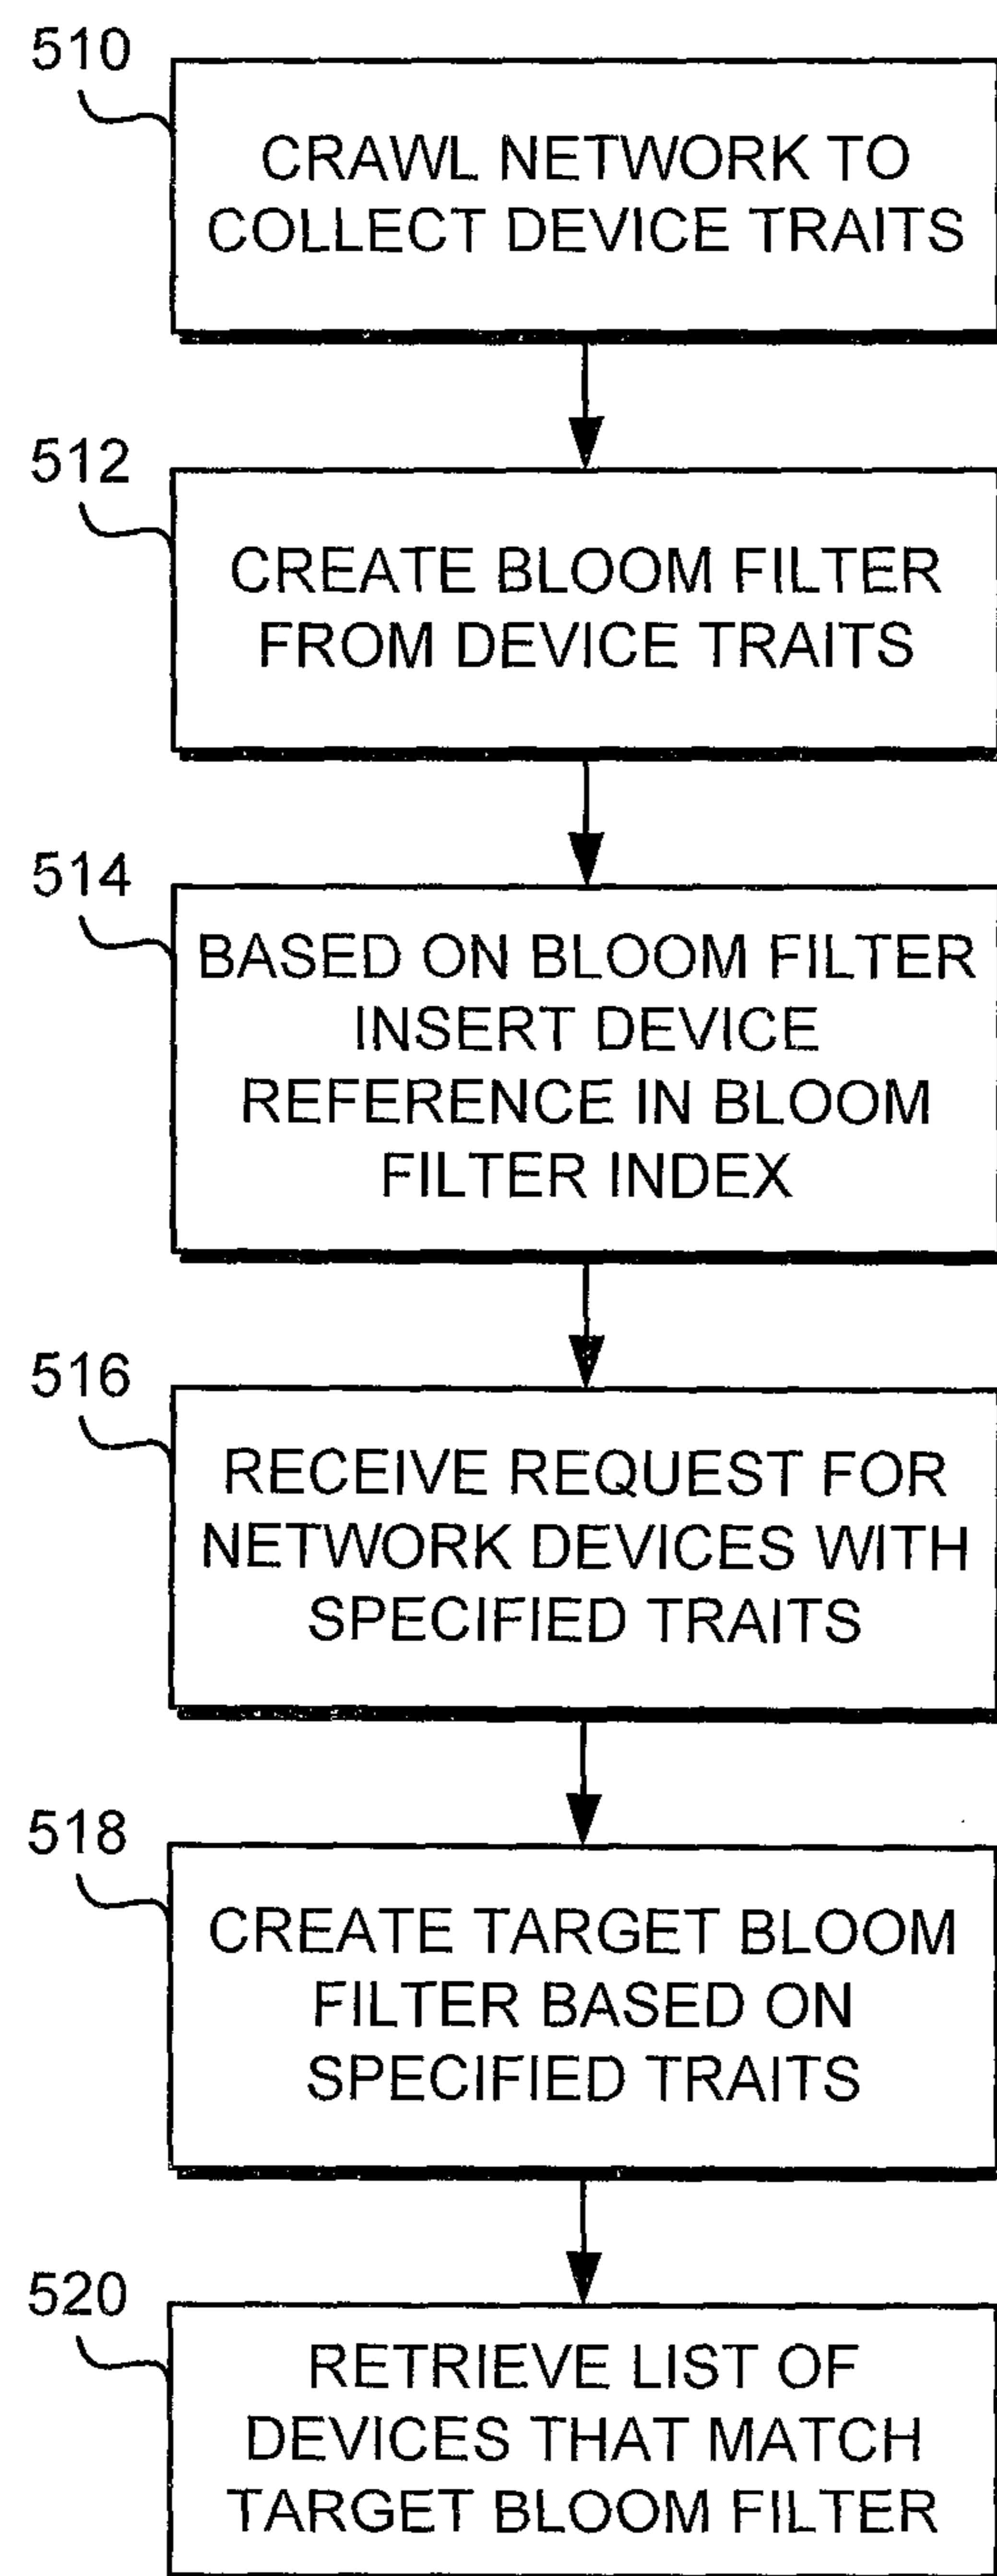 510
CRAWL NETWORK TO
COLLECT DEVICE TRAITS
512
CREATE BLOOM FILTER
FROM DEVICE TRAITS
514
BASED ON BLOOM FILTER
INSERT DEVICE
REFERENCE IN BLOOM
FILTER INDEX
516
RECEIVE REQUEST FOR
NETWORK DEVICES WITH
SPECIFIED TRAITS
518
CREATE TARGET BLOOM
FILTER BASED ON
SPECIFIED TRAITS
520
RETRIEVE LIST OF
DEVICES THAT MATCH
TARGET BLOOM FILTER